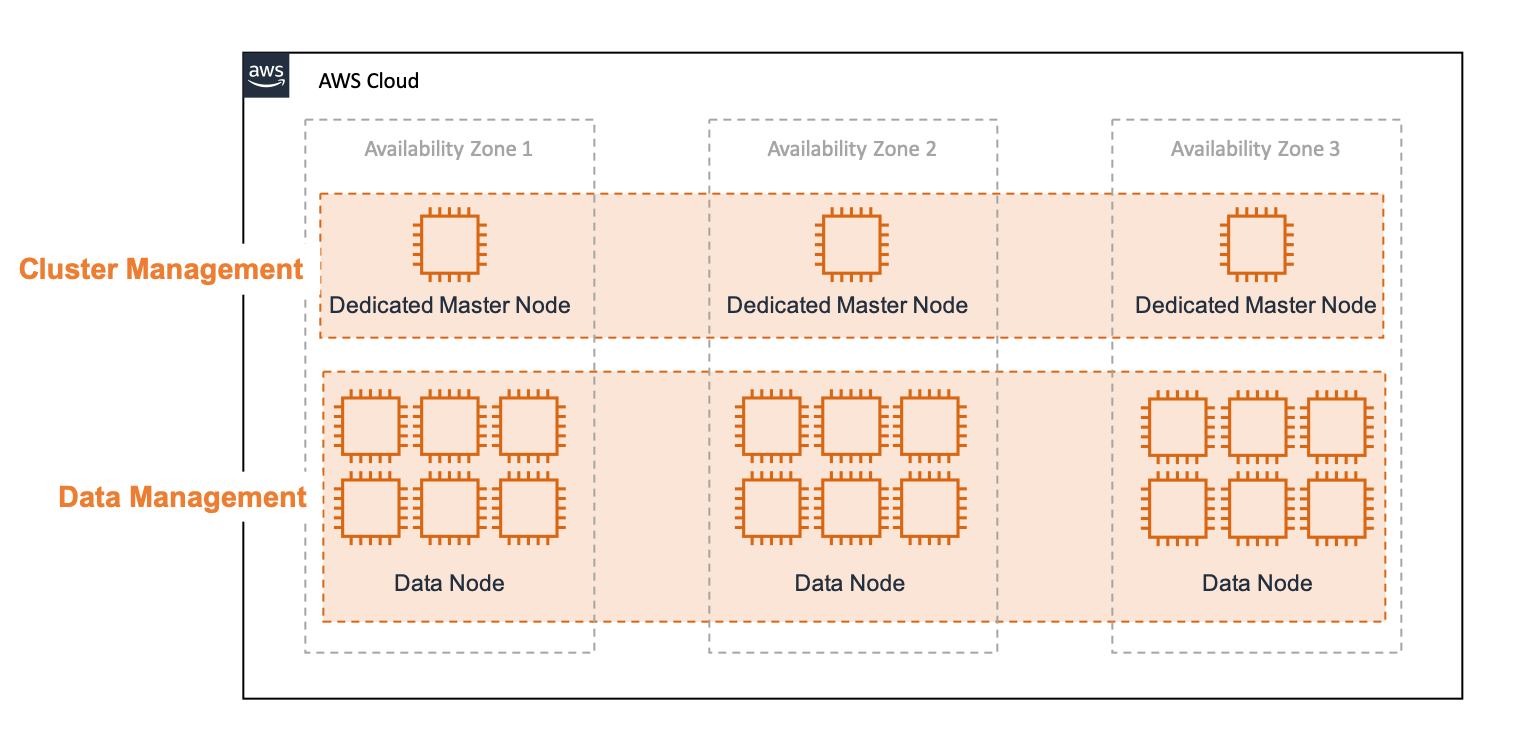 aws
AWS Cloud
Availability Zone 1
Availability Zone 2
Availability Zone 3
Cluster Management
Dedicated Master Node
Dedicated Master Node
Dedicated Master Node
Data Management
Data Node
Data Node
Data Node